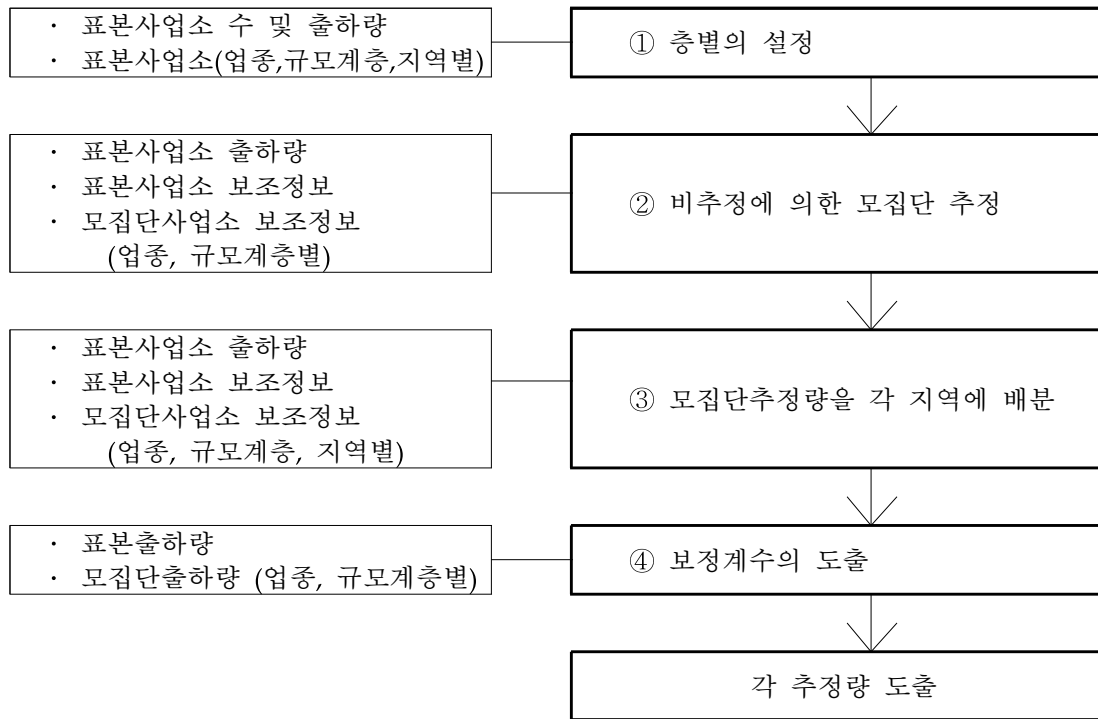 · 표본사업소 수 및 출하량
· 표본사업소(업종,규모계층,지역별)
① 층별의 설정
· 표본사업소 출하량
· 표본사업소 보조정보
· 모집단사업소 보조정보
(업종, 규모계층별)
② 비추정에 의한 모집단 추정
· 표본사업소 출하량
· 표본사업소 보조정보
· 모집단사업소 보조정보
(업종, 규모계층, 지역별)
③ 모집단추정량을 각 지역에 배분
· 표본출하량
· 모집단출하량 (업종, 규모계층별)
④ 보정계수의 도출
각 추정량 도출